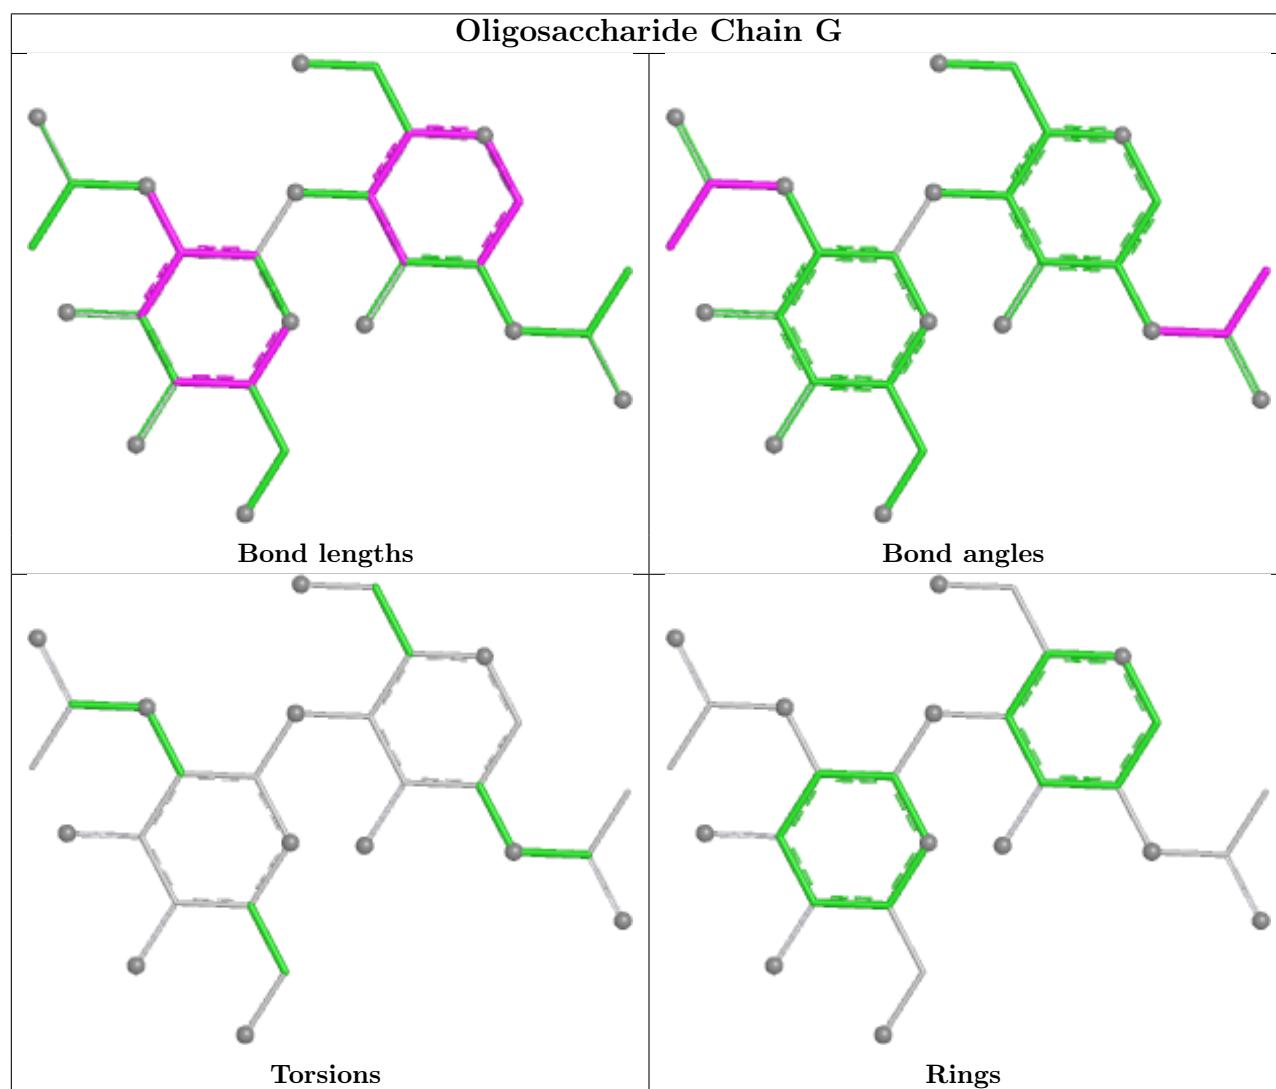 Oligosaccharide Chain G
Bond lengths
Bond angles
Torsions
Rings